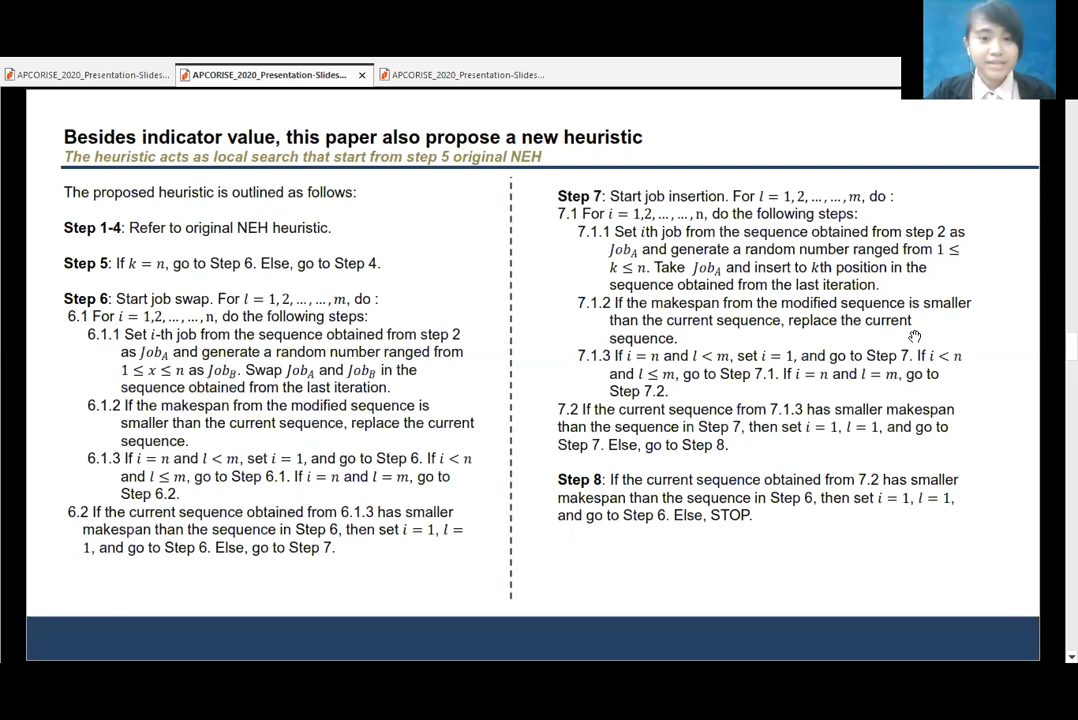 APCORISE_2020_Presentation-Slides...
APCORISE_2020_Presentation-Slides...
APCORISE_2020_Presentation-Slides...
Besides indicator value, this paper also propose a new heuristic
The heuristic acts as local search that start from step 5 original NEH
The proposed heuristic is outlined as follows:
Step 1-4: Refer to original NEH heuristic.
Step 5: If k = n, go to Step 6. Else, go to Step 4.
Step 6: Start job swap. For l = 1, 2, ... , ... , m, do :
6.1 For i = 1,2, ... , ... , n, do the following steps:
6.1.1 Set i-th job from the sequence obtained from step 2
as Job_A and generate a random number ranged from
1 ≤ x ≤ n as Job_B. Swap Job_A and Job_B in the
sequence obtained from the last iteration.
6.1.2 If the makespan from the modified sequence is
smaller than the current sequence, replace the current
sequence.
6.1.3 If i = n and l < m, set i = 1, and go to Step 6. If i < n
and l ≤ m, go to Step 6.1. If i = n and l = m, go to
Step 6.2.
6.2 If the current sequence obtained from 6.1.3 has smaller
makespan than the sequence in Step 6, then set i = 1, l =
1, and go to Step 6. Else, go to Step 7.
Step 7: Start job insertion. For l = 1, 2, ... , ... , m, do :
7.1 For i = 1,2, ... , ... , n, do the following steps:
7.1.1 Set ith job from the sequence obtained from step 2 as
Job_A and generate a random number ranged from 1 ≤
k ≤ n. Take Job_A and insert to kth position in the
sequence obtained from the last iteration.
7.1.2 If the makespan from the modified sequence is smaller
than the current sequence, replace the current
sequence.
7.1.3 If i = n and l < m, set i = 1, and go to Step 7. If i < n
and l ≤ m, go to Step 7.1. If i = n and l = m, go to
Step 7.2.
7.2 If the current sequence from 7.1.3 has smaller makespan
than the sequence in Step 7, then set i = 1, l = 1, and go to
Step 7. Else, go to Step 8.
Step 8: If the current sequence obtained from 7.2 has smaller
makespan than the sequence in Step 6, then set i = 1, l = 1,
and go to Step 6. Else, STOP.